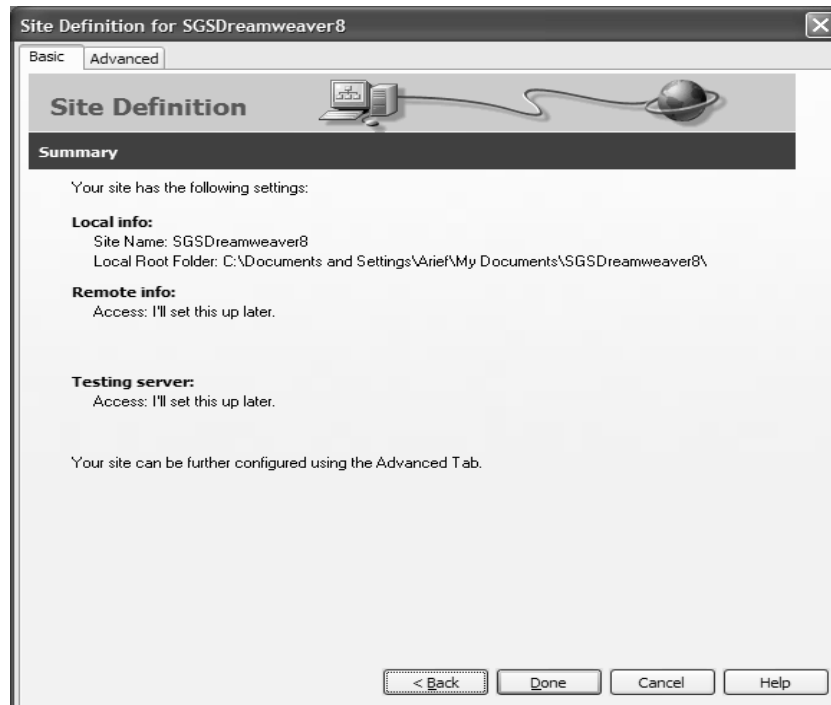 Site Definition for SGSDreamweaver8
Basic Advanced
Site Definition
Summary
Your site has the following settings:
Local info:
Site Name: SGSDreamweaver8
Local Root Folder: C:\Documents and Settings\Arief\My Documents\SGSDreamweaver8\
Remote info:
Access: I'll set this up later.
Testing server:
Access: I'll set this up later.
Your site can be further configured using the Advanced Tab.
< Back Done Cancel Help